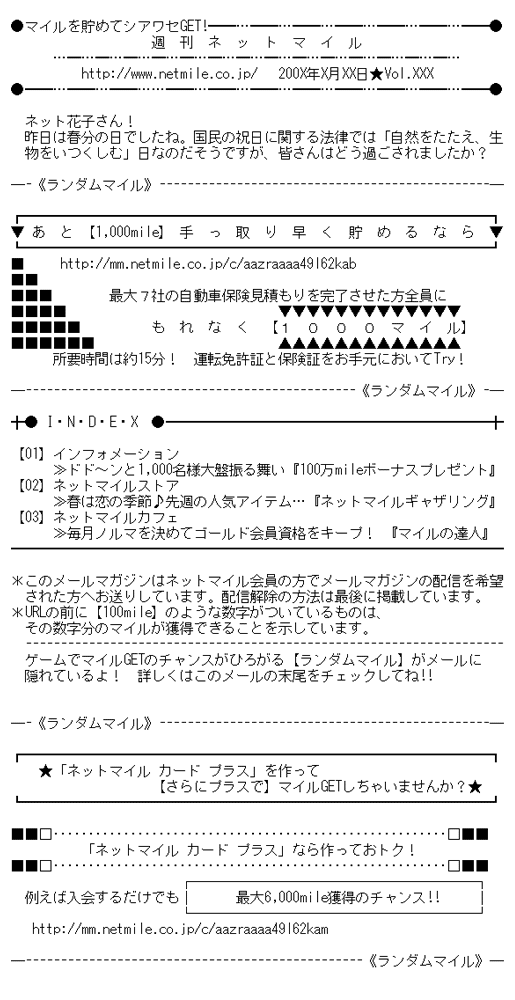 ●マイルを貯めてシアワセGET!━━…━━…━━…━━…━━●
週 刊 ネ ッ ト マ イ ル
http://www.netmile.co.jp/ 200X年X月XX日★Vol.XXX
ネット花子さん！
昨日は春分の日でしたね。国民の祝日に関する法律では「自然をたたえ、生
物をいつくしむ」日なのだそうですが、皆さんはどう過ごされましたか？
《ランダムマイル》
▼ あ と 【1,000mile】 手 っ 取 り 早 く 貯 め る な ら ▼
■ http://mm.netmile.co.jp/c/aazraaaa49l62kab
■■
■■■ 最大７社の自動車保険見積もりを完了させた方全員に
■■■■ ▼▼▼▼▼▼▼▼▼▼▼▼▼
■■■■■ も れ な く 【１ ０ ０ ０ マ イ ル】
■■■■■■ ▲▲▲▲▲▲▲▲▲▲▲▲▲
所要時間は約15分！ 運転免許証と保険証をお手元においてTry！
《ランダムマイル》
● I・N・D・E・X ●
【01】インフォメーション
≫ドド〜ンと1,000名様大盤振る舞い『100万mileボーナスプレゼント』
【02】ネットマイルストア
≫春は恋の季節♪先週の人気アイテム…『ネットマイルギャザリング』
【03】ネットマイルカフェ
≫毎月ノルマを決めてゴールド会員資格をキープ！ 『マイルの達人』
＊このメールマガジンはネットマイル会員の方でメールマガジンの配信を希望
された方へお送りしています。配信解除の方法は最後に掲載しています。
＊URLの前に【100mile】のような数字がついているものは、
その数字分のマイルが獲得できることを示しています。
ゲームでマイルGETのチャンスがひろがる【ランダムマイル】がメールに
隠れているよ！ 詳しくはこのメールの末尾をチェックしてね!!
《ランダムマイル》
★「ネットマイル カード プラス」を作って
【さらにプラスで】マイルGETしちゃいませんか？★
■■□‥‥‥‥‥‥‥‥‥‥‥‥‥‥‥‥□■■
「ネットマイル カード プラス」なら作っておトク！
■■□‥‥‥‥‥‥‥‥‥‥‥‥‥‥‥‥□■■
例えば入会するだけでも 最大6,000mile獲得のチャンス!!
http://mm.netmile.co.jp/c/aazraaaa49l62kam
《ランダムマイル》